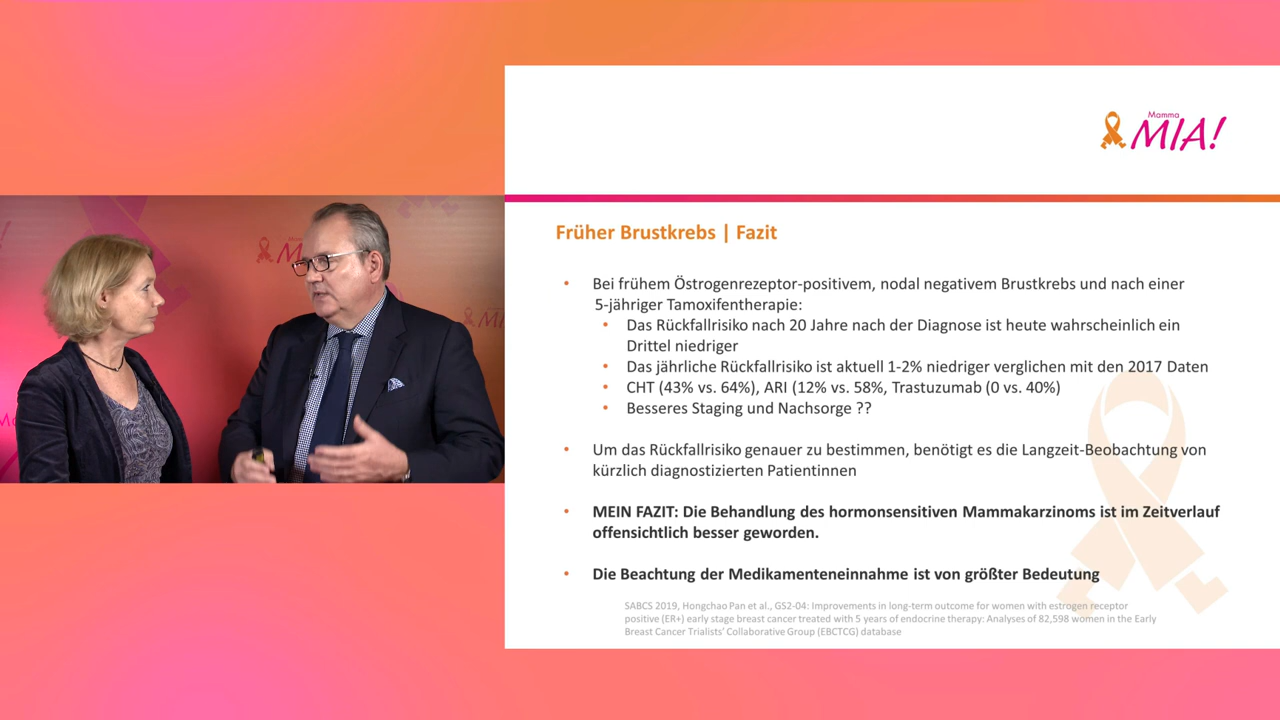 Mamma
MIA!
Früher Brustkrebs | Fazit
• Bei frühem Östrogenrezeptor-positivem, nodal negativem Brustkrebs und nach einer
5-jähriger Tamoxifentherapie:
• Das Rückfallrisiko nach 20 Jahre nach der Diagnose ist heute wahrscheinlich ein
Drittel niedriger
• Das jährliche Rückfallrisiko ist aktuell 1-2% niedriger verglichen mit den 2017 Daten
• CHT (43% vs. 64%), ARI (12% vs. 58%, Trastuzumab (0 vs. 40%)
• Besseres Staging und Nachsorge ??
• Um das Rückfallrisiko genauer zu bestimmen, benötigt es die Langzeit-Beobachtung von
kürzlich diagnostizierten Patientinnen
• MEIN FAZIT: Die Behandlung des hormonsensitiven Mammakarzinoms ist im Zeitverlauf
offensichtlich besser geworden.
• Die Beachtung der Medikamenteneinnahme ist von größter Bedeutung
SABCS 2019, Hongchao Pan et al., GS2-04: Improvements in long-term outcome for women with estrogen receptor
positive (ER+) early stage breast cancer treated with 5 years of endocrine therapy: Analyses of 82,598 women in the Early
Breast Cancer Trialists' Collaborative Group (EBCTCG) database